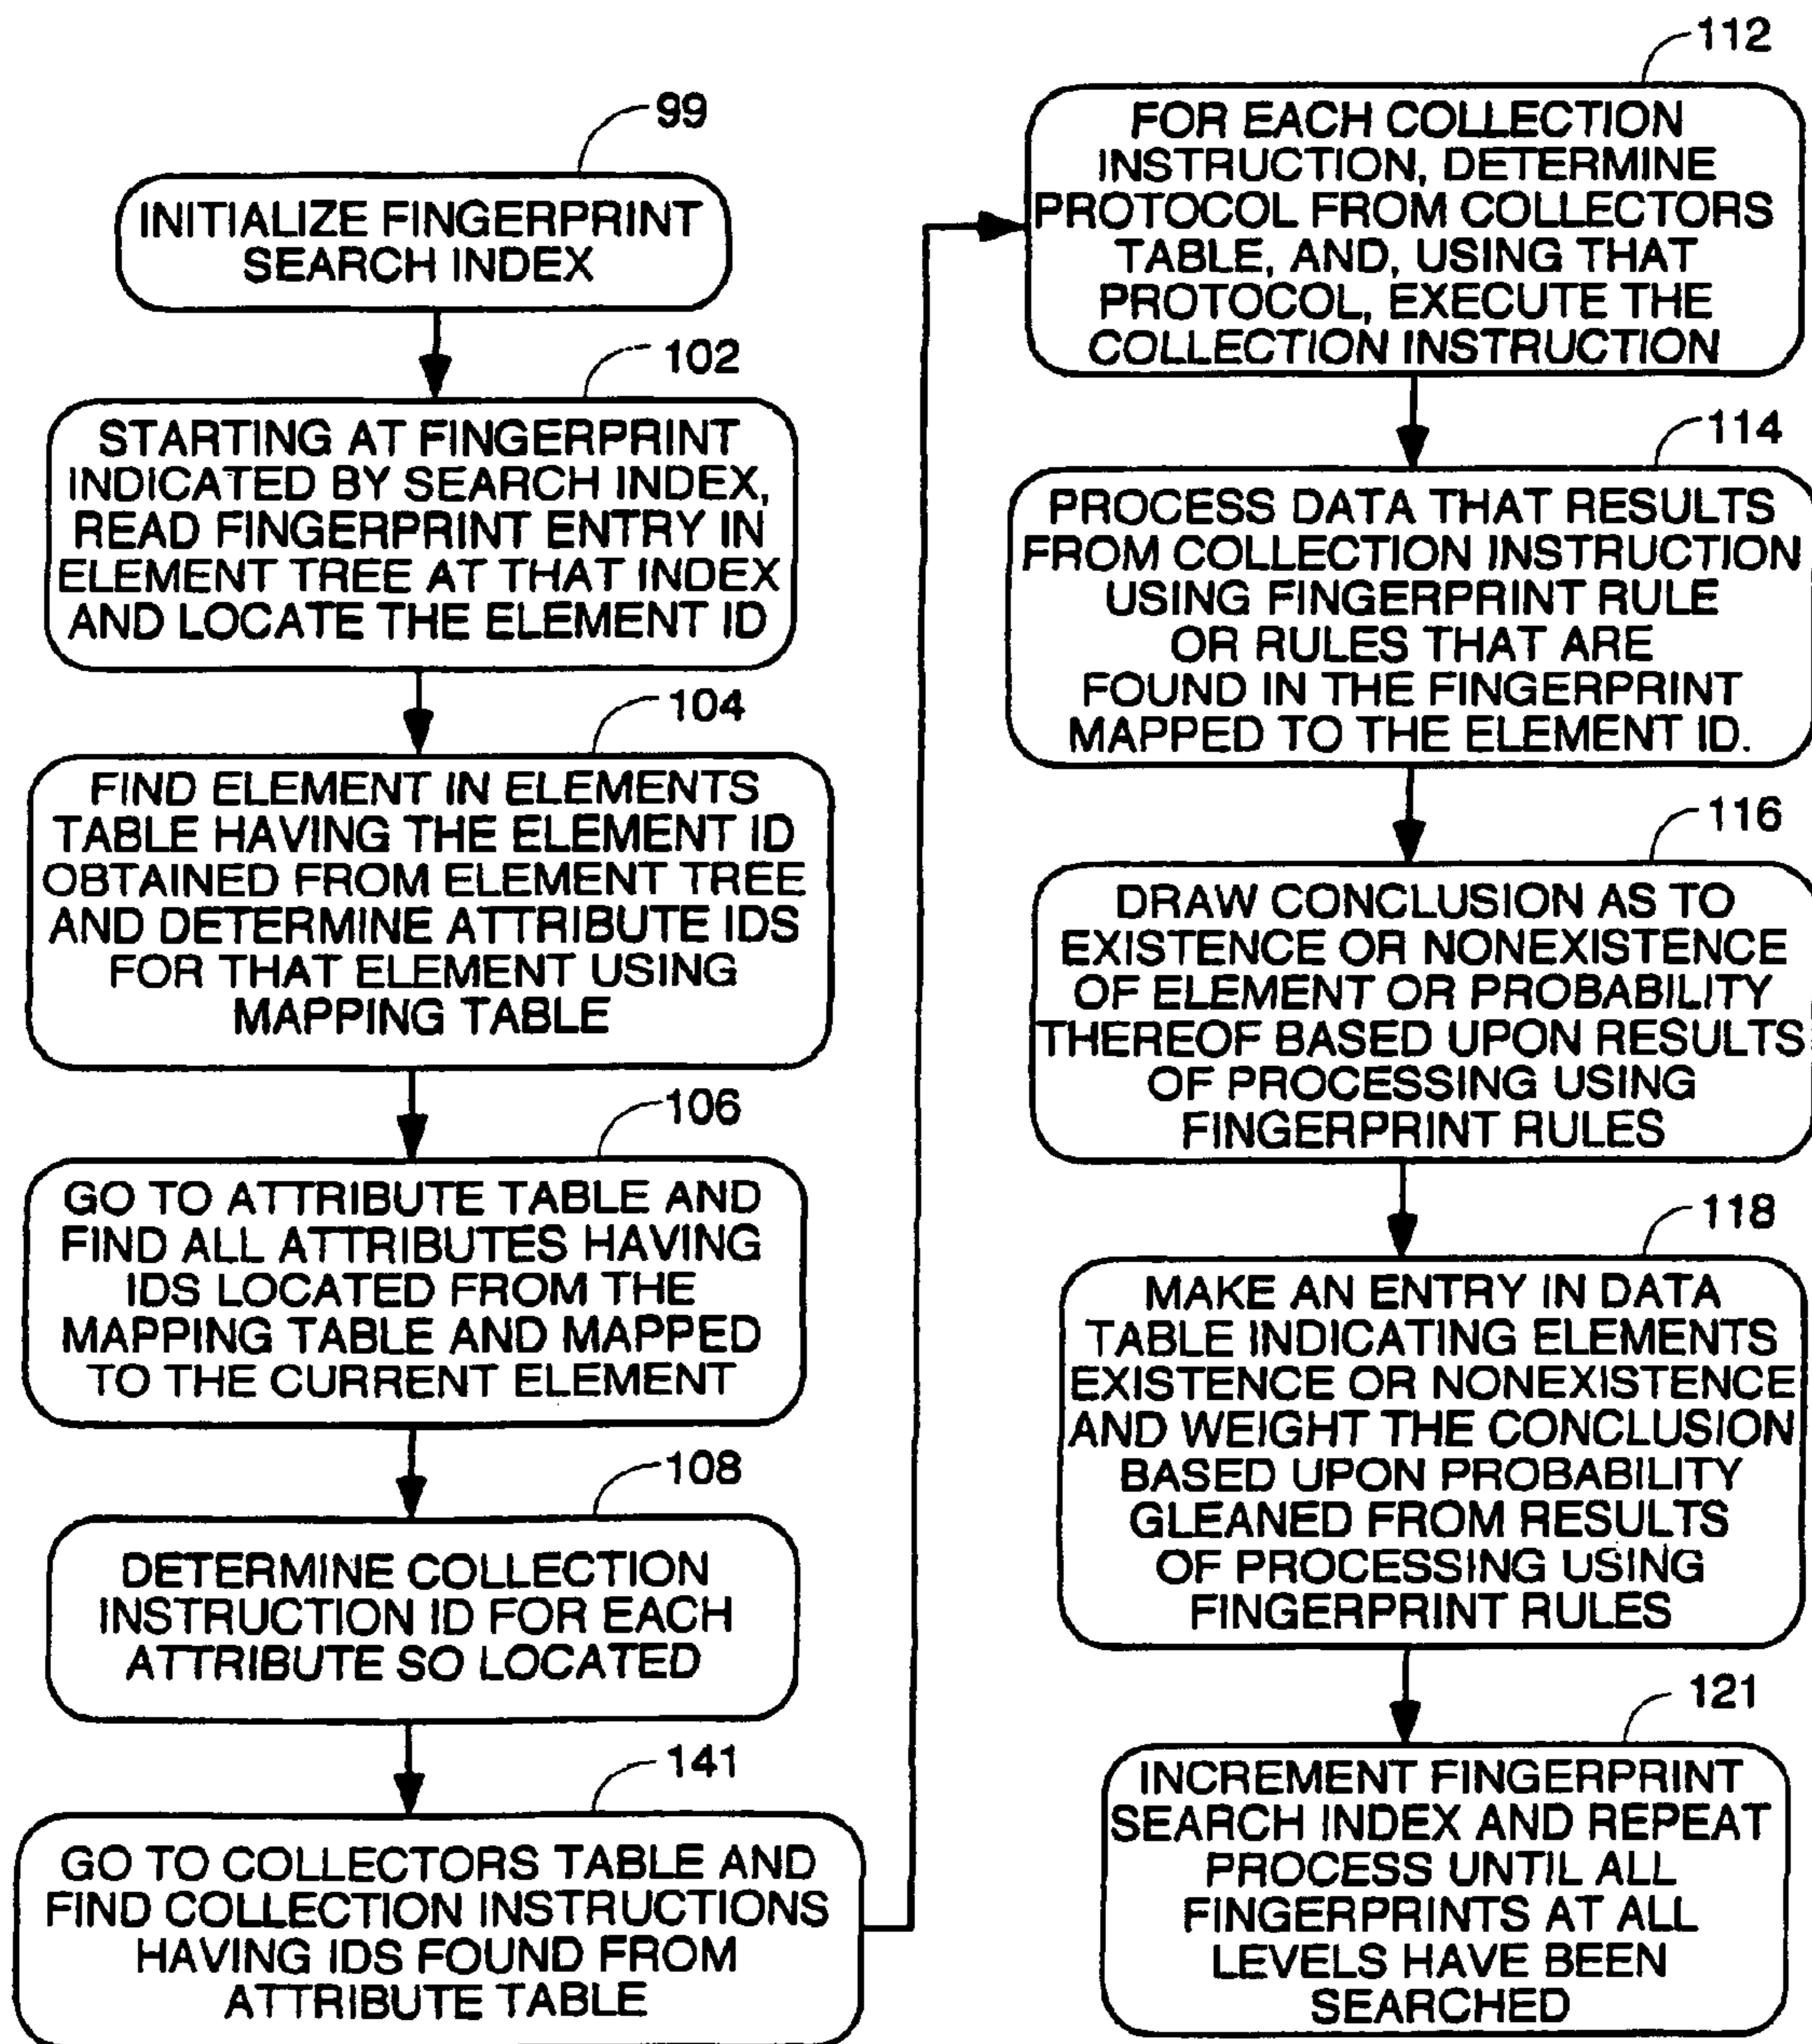 99
INITIALIZE FINGERPRINT
SEARCH INDEX
102
STARTING AT FINGERPRINT
INDICATED BY SEARCH INDEX,
READ FINGERPRINT ENTRY IN
ELEMENT TREE AT THAT INDEX
AND LOCATE THE ELEMENT ID
104
FIND ELEMENT IN ELEMENTS
TABLE HAVING THE ELEMENT ID
OBTAINED FROM ELEMENT TREE
AND DETERMINE ATTRIBUTE IDS
FOR THAT ELEMENT USING
MAPPING TABLE
106
GO TO ATTRIBUTE TABLE AND
FIND ALL ATTRIBUTES HAVING
IDS LOCATED FROM THE
MAPPING TABLE AND MAPPED
TO THE CURRENT ELEMENT
108
DETERMINE COLLECTION
INSTRUCTION ID FOR EACH
ATTRIBUTE SO LOCATED
141
GO TO COLLECTORS TABLE AND
FIND COLLECTION INSTRUCTIONS
HAVING IDS FOUND FROM
ATTRIBUTE TABLE
112
FOR EACH COLLECTION
INSTRUCTION, DETERMINE
PROTOCOL FROM COLLECTORS
TABLE, AND, USING THAT
PROTOCOL, EXECUTE THE
COLLECTION INSTRUCTION
114
PROCESS DATA THAT RESULTS
FROM COLLECTION INSTRUCTION
USING FINGERPRINT RULE
OR RULES THAT ARE
FOUND IN THE FINGERPRINT
MAPPED TO THE ELEMENT ID.
116
DRAW CONCLUSION AS TO
EXISTENCE OR NONEXISTENCE
OF ELEMENT OR PROBABILITY
THEREOF BASED UPON RESULTS
OF PROCESSING USING
FINGERPRINT RULES
118
MAKE AN ENTRY IN DATA
TABLE INDICATING ELEMENTS
EXISTENCE OR NONEXISTENCE
AND WEIGHT THE CONCLUSION
BASED UPON PROBABILITY
GLEANED FROM RESULTS
OF PROCESSING USING
FINGERPRINT RULES
121
INCREMENT FINGERPRINT
SEARCH INDEX AND REPEAT
PROCESS UNTIL ALL
FINGERPRINTS AT ALL
LEVELS HAVE BEEN
SEARCHED